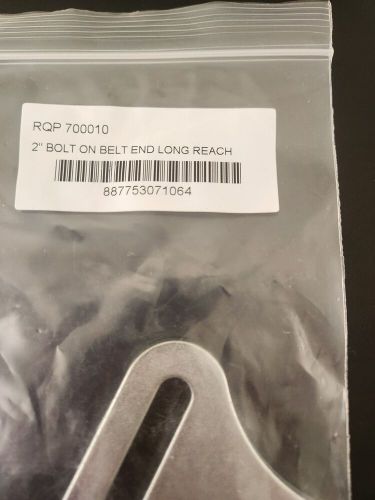 RQP 700010
2" BOLT ON BELT END LONG REACH
887753071064